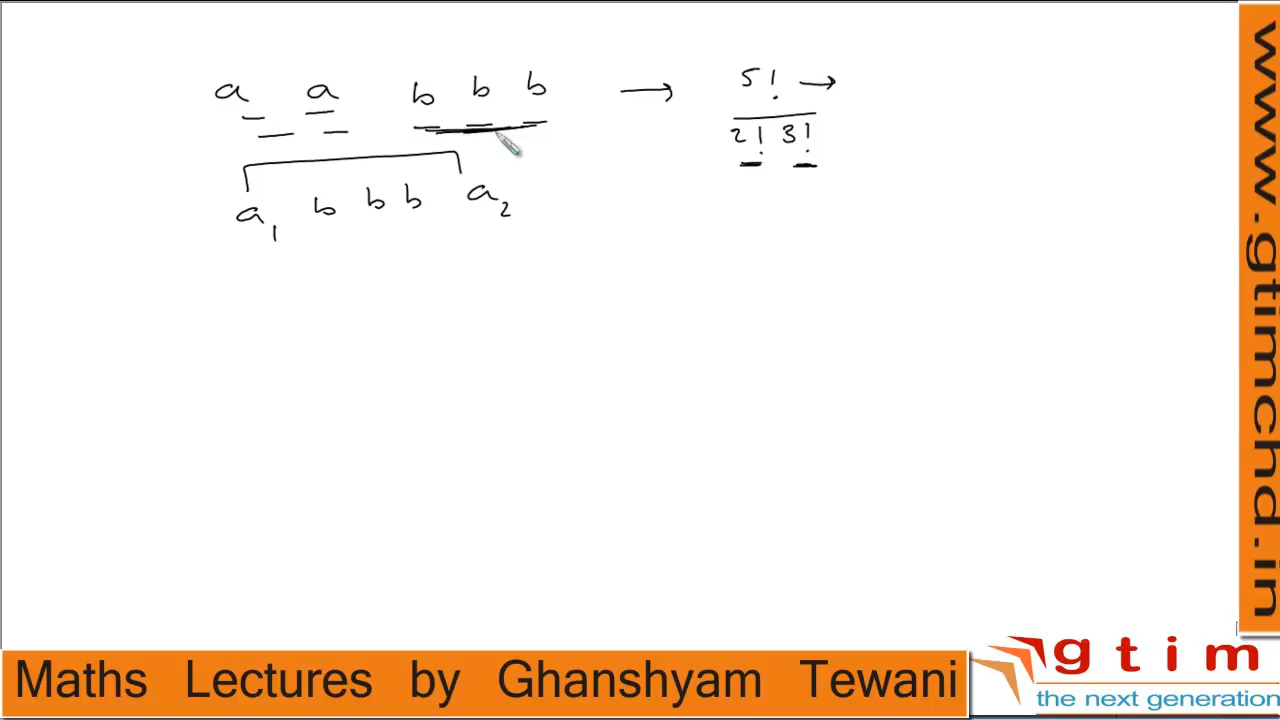 a a b b b → 5! →
2! 3!
a1 b b b a2
www.gtimchd.in
Maths Lectures by Ghanshyam Tewani
gtim
the next generation